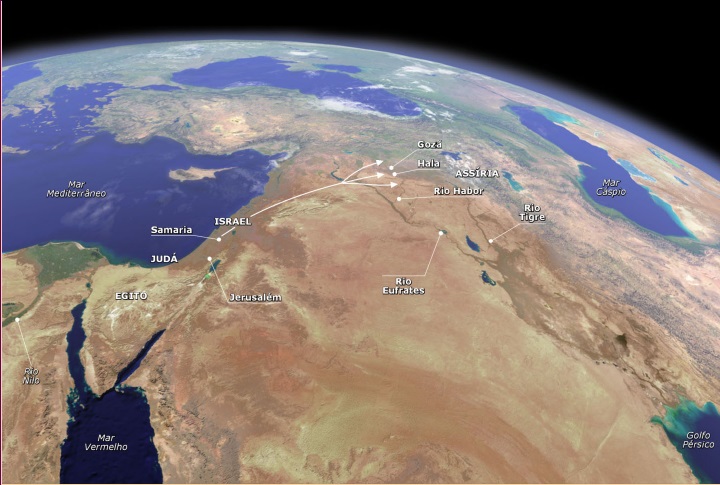 Goza
Hala
ASSÍRIA
Mar
Mediterrâneo
Mar
Cáspio
Rio Habor
Rio
Tigre
ISRAEL
Samaria
JUDÁ
Rio
Eufrates
EGITO
Jerusalém
Rio
Nilo
Mar
Vermelho
Golfo
Pérsico